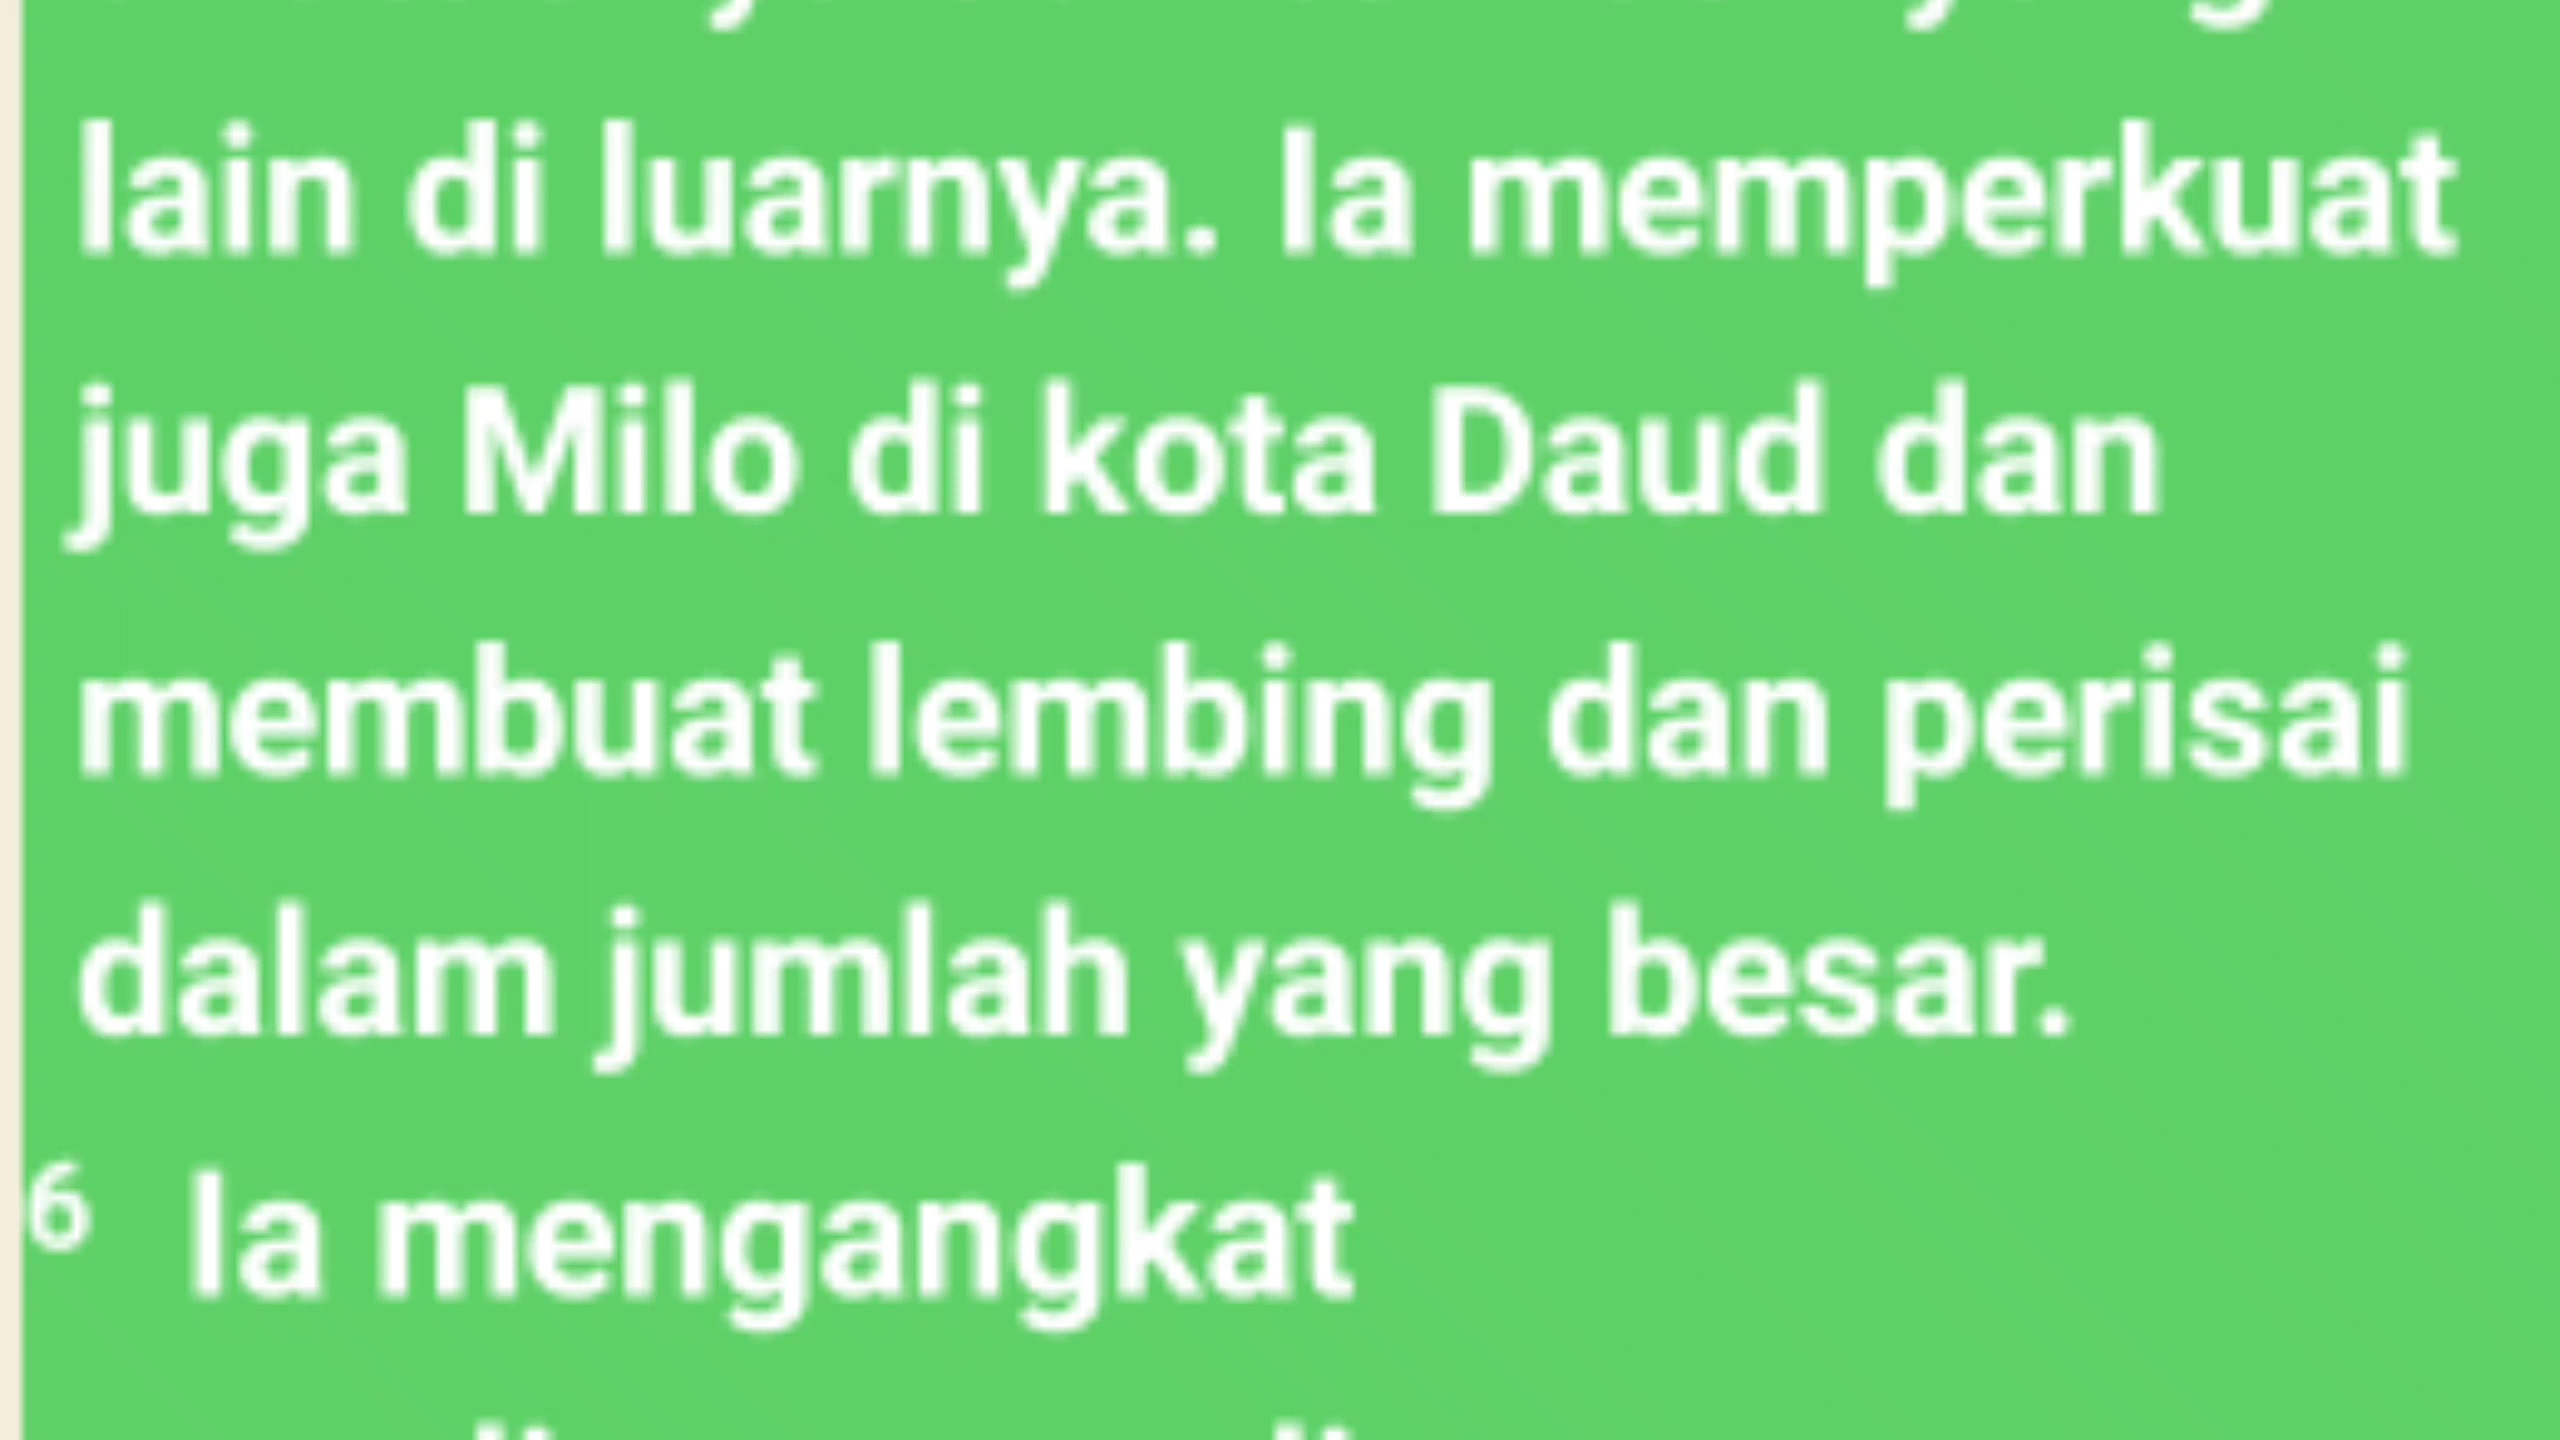 lain di luarnya. Ia memperkuat
juga Milo di kota Daud dan
membuat lembing dan perisai
dalam jumlah yang besar.
6 Ia mengangkat